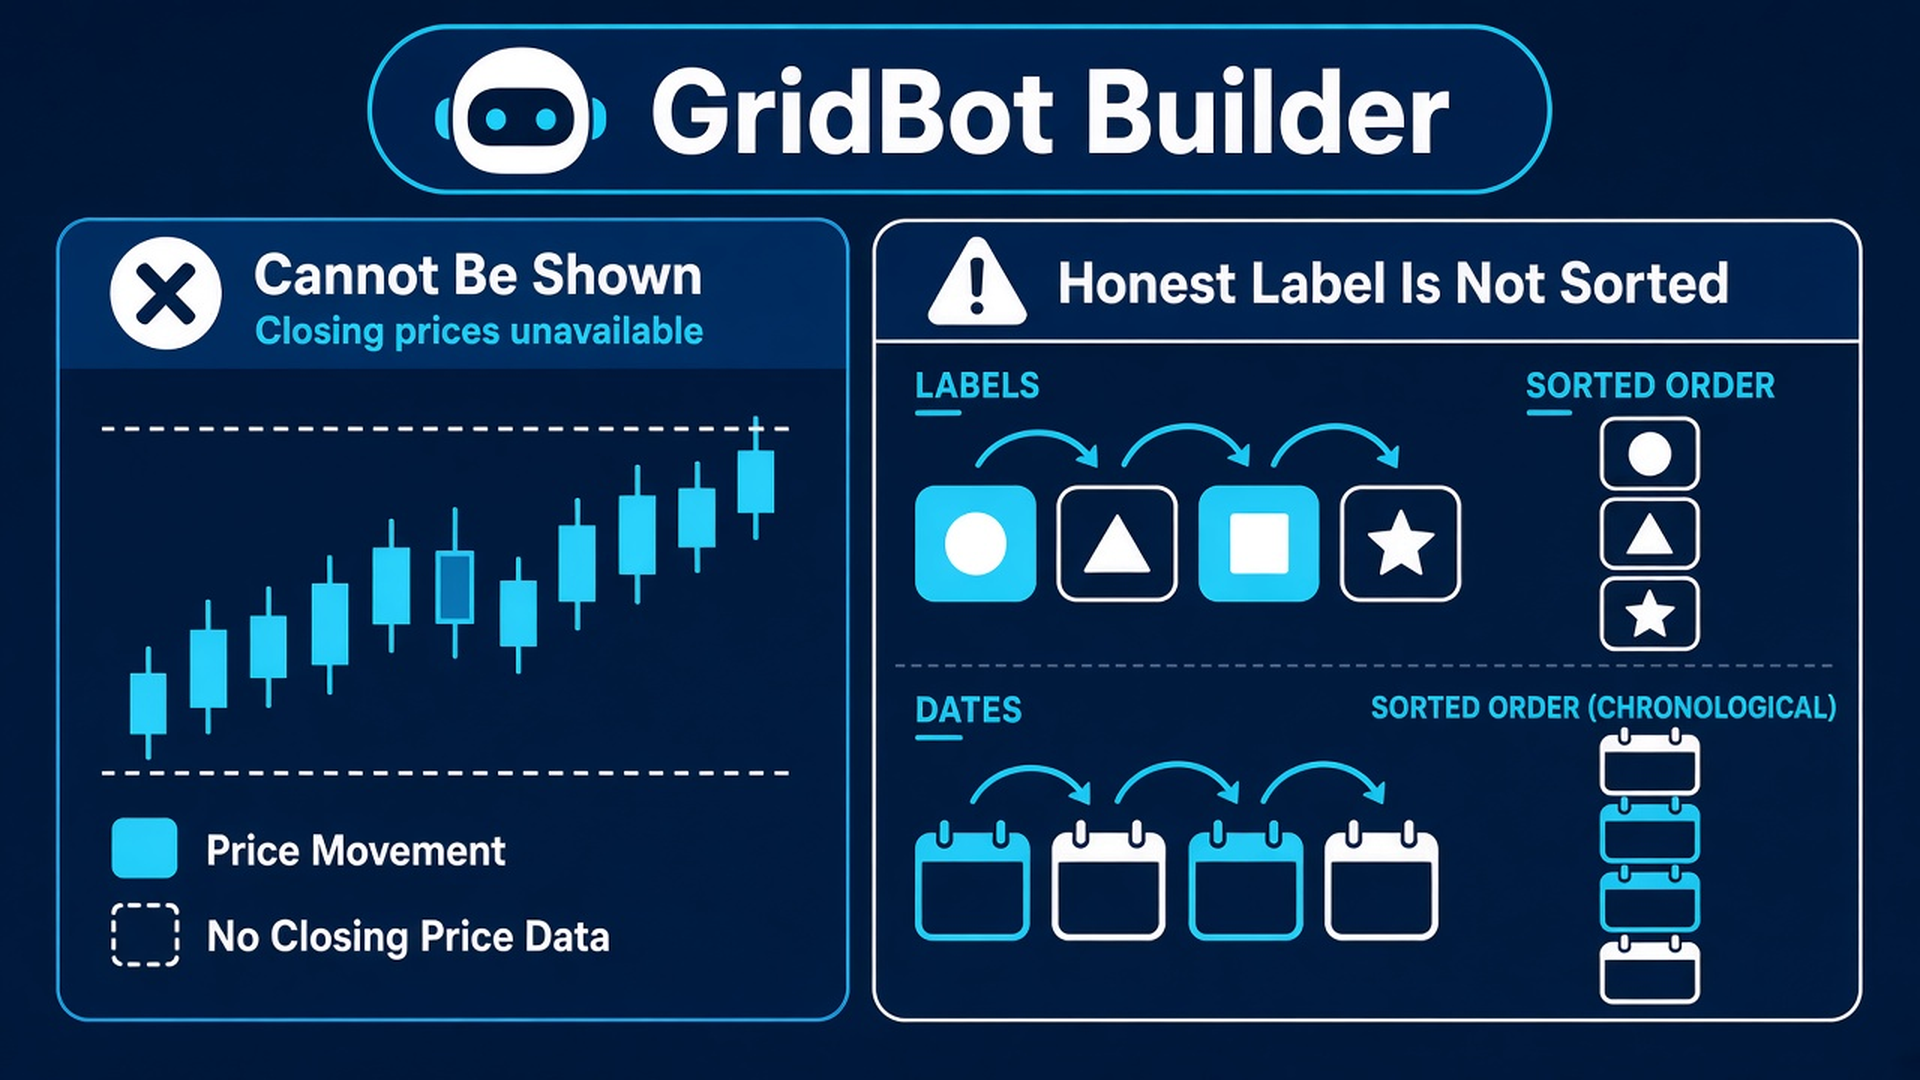 GridBot Builder
Cannot Be Shown
Closing prices unavailable
Price Movement
No Closing Price Data
Honest Label Is Not Sorted
LABELS
SORTED ORDER
DATES
SORTED ORDER (CHRONOLOGICAL)